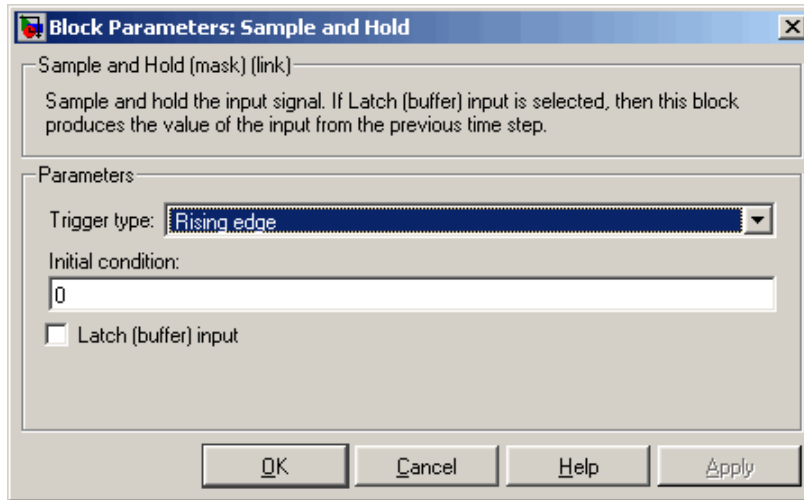 Block Parameters: Sample and Hold
Sample and Hold (mask) (link)
Sample and hold the input signal. If Latch (buffer) input is selected, then this block
produces the value of the input from the previous time step.
Parameters
Trigger type: Rising edge
Initial condition:
0
Latch (buffer) input
OK Cancel Help Apply